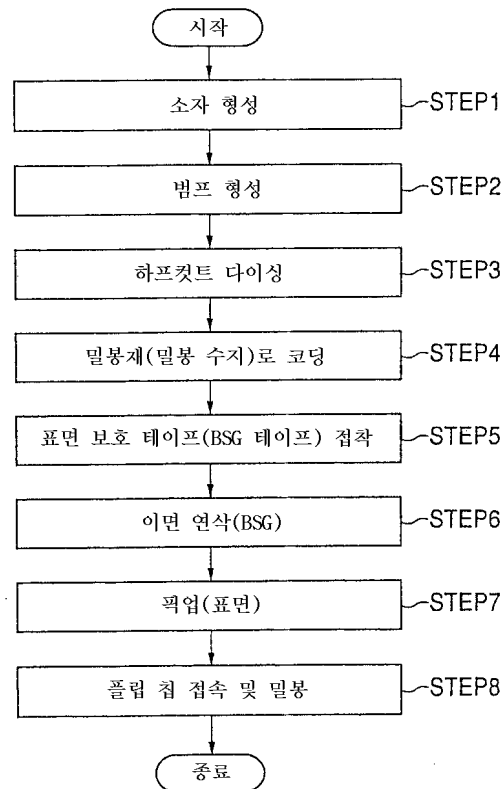 시작
소자 형성
STEP1
범프 형성
STEP2
하프컷트 다이싱
STEP3
밀봉재(밀봉 수지)로 코딩
STEP4
표면 보호 테이프(BSG 테이프) 접착
STEP5
이면 연삭(BSG)
STEP6
픽업(표면)
STEP7
플립 칩 접속 및 밀봉
STEP8
종료